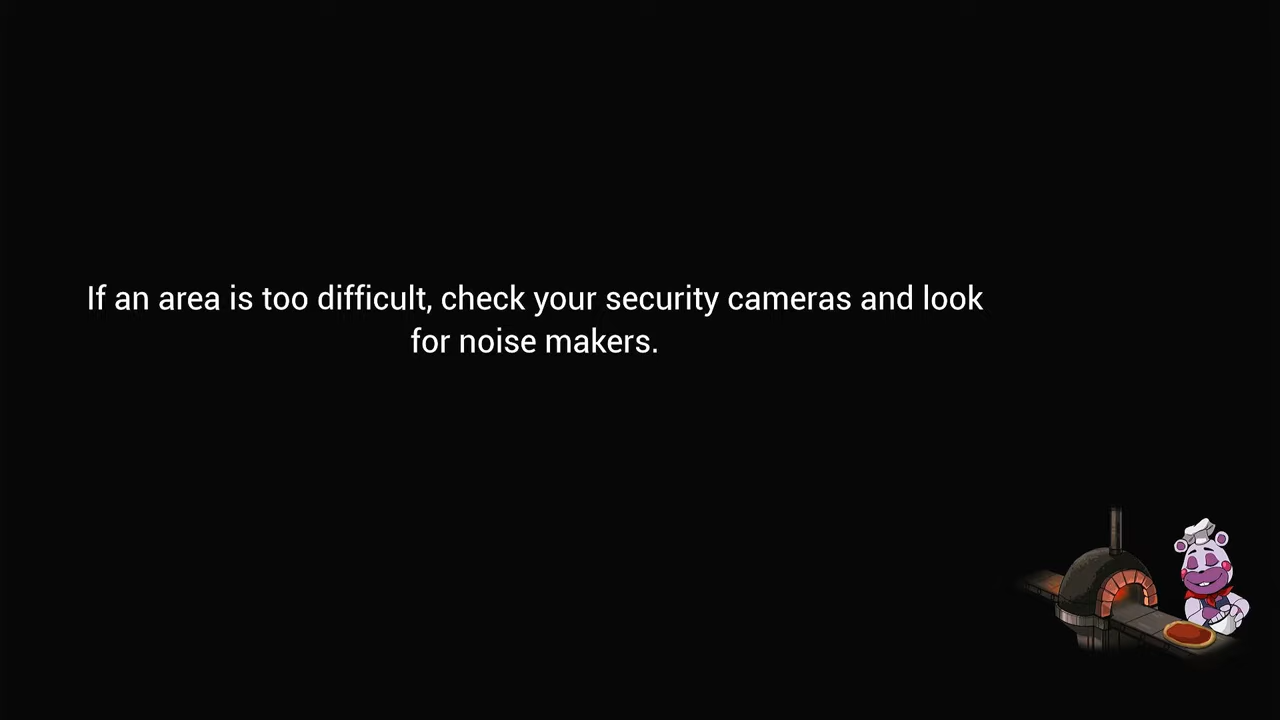 If an area is too difficult, check your security cameras and look
for noise makers.